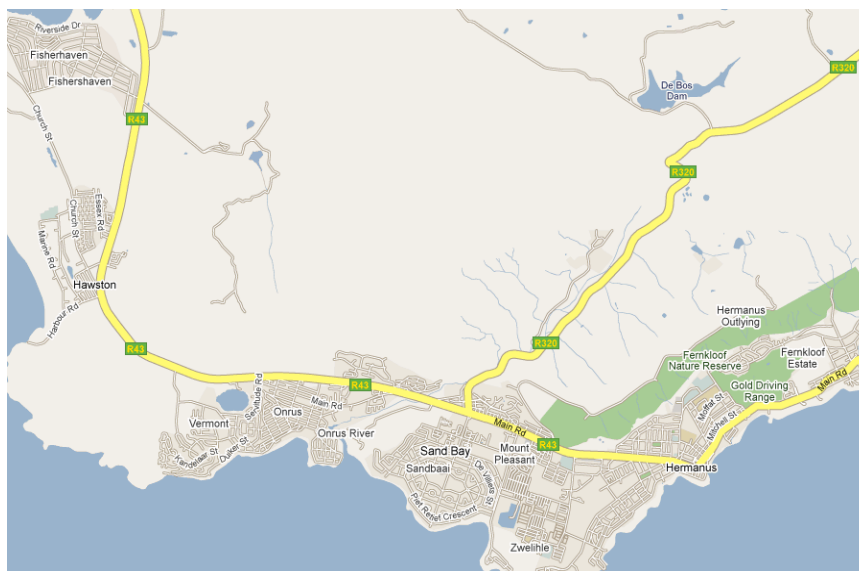 Riverside Dr
Fisherhaven
Fishershaven
R43
Church St
De Bos
Dam
R320
R320
Essex Rd
Church St
Marine Rd
Hawston
Harbour Rd
R43
R320
Hermanus
Outlying
Fernkloof
Nature Reserve
Fernkloof
Estate
Gold Driving
Range
Main Rd
R43
Servitude Rd
Main Rd
Moffat St
Mitchell St
Vermont
Onrus
Onrus River
Kandelaar St
Duiker St
Main Rd
R43
Sand Bay
Sandbaai
Mount
Pleasant
De Villiers St
Piet Retief Crescent
Hermanus
Zwelihle